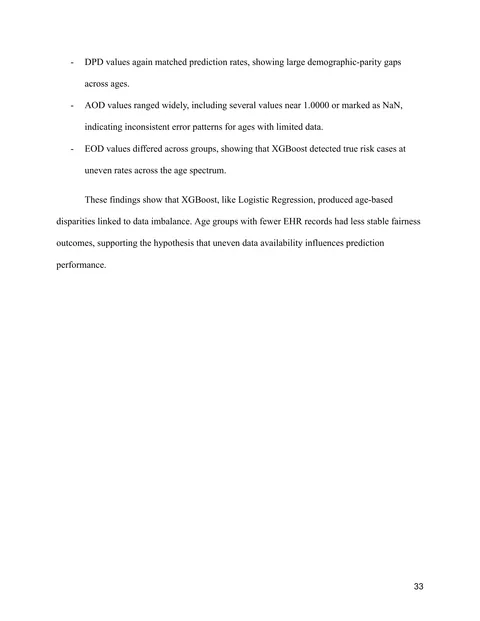 - DPD values again matched prediction rates, showing large demographic-parity gaps
across ages.
- AOD values ranged widely, including several values near 1.0000 or marked as NaN,
indicating inconsistent error patterns for ages with limited data.
- EOD values differed across groups, showing that XGBoost detected true risk cases at
uneven rates across the age spectrum.
These findings show that XGBoost, like Logistic Regression, produced age-based
disparities linked to data imbalance. Age groups with fewer EHR records had less stable fairness
outcomes, supporting the hypothesis that uneven data availability influences prediction
performance.
33